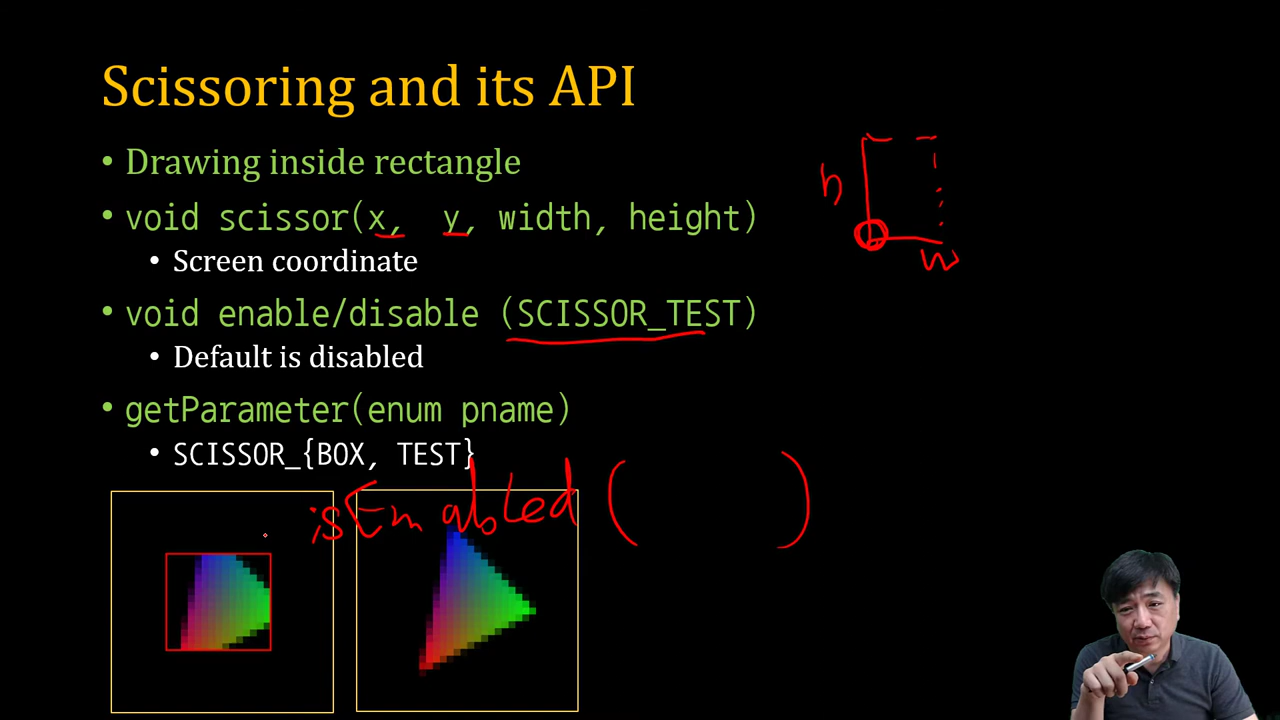 Scissoring and its API
• Drawing inside rectangle
• void scissor(x, y, width, height)
• Screen coordinate
• void enable/disable (SCISSOR_TEST)
• Default is disabled
• getParameter(enum pname)
• SCISSOR_{BOX, TEST}
isEnabled ( )
h
w